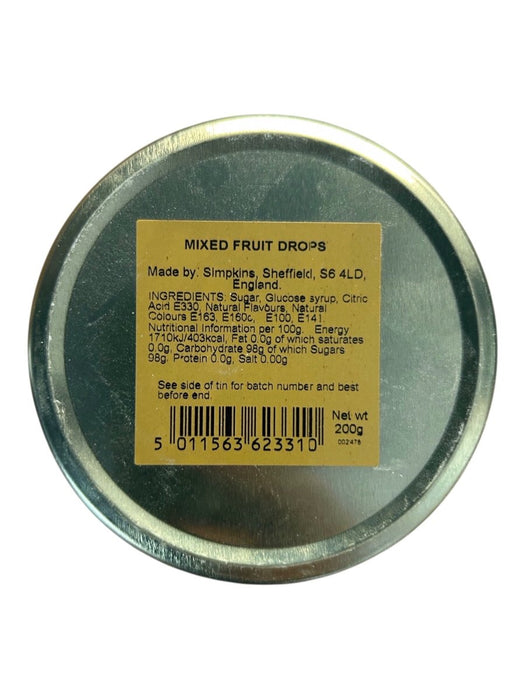 MIXED FRUIT DROPS
Made by. Simpkins, Sheffield, S6 4LD,
England.
INGREDIENTS: Sugar, Glucose syrup, Citric
Acid E330, Natural Flavours, Natural
Colours E163, E160c, E100, E141.
Nutritional Information per 100g. Energy
1710kJ/403kcal, Fat 0.0g of which saturates
0.0g, Carbohydrate 98g of which Sugars
98g. Protein 0.0g, Salt 0.00g
See side of tin for batch number and best
before end.
Net wt
200g
002476
5 011563 623310